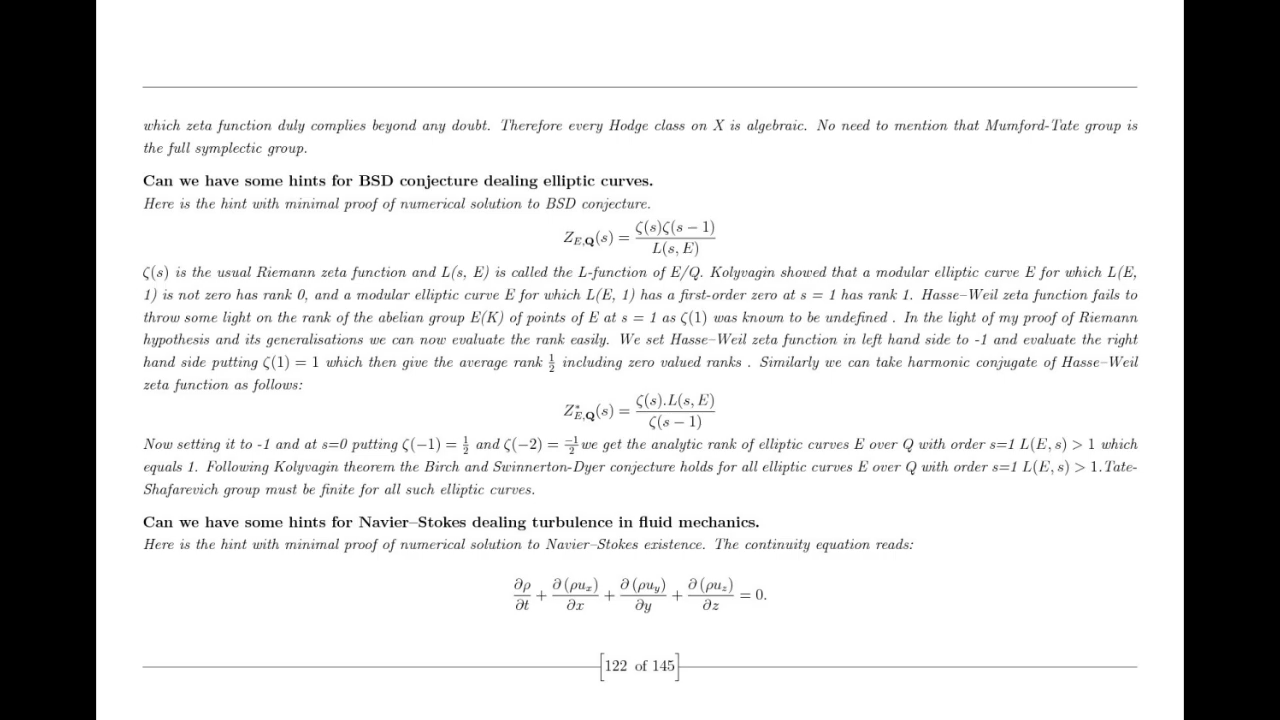 which zeta function duly complies beyond any doubt. Therefore every Hodge class on X is algebraic. No need to mention that Mumford-Tate group is
the full symplectic group.
Can we have some hints for BSD conjecture dealing elliptic curves.
Here is the hint with minimal proof of numerical solution to BSD conjecture.
Z_{E,Q}(s) = \frac{ζ(s)ζ(s − 1)}{L(s, E)}
ζ(s) is the usual Riemann zeta function and L(s, E) is called the L-function of E/Q. Kolyvagin showed that a modular elliptic curve E for which L(E,
1) is not zero has rank 0, and a modular elliptic curve E for which L(E, 1) has a first-order zero at s = 1 has rank 1. Hasse–Weil zeta function fails to
throw some light on the rank of the abelian group E(K) of points of E at s = 1 as ζ(1) was known to be undefined . In the light of my proof of Riemann
hypothesis and its generalisations we can now evaluate the rank easily. We set Hasse–Weil zeta function in left hand side to -1 and evaluate the right
hand side putting ζ(1) = 1 which then give the average rank \frac{1}{2} including zero valued ranks . Similarly we can take harmonic conjugate of Hasse–Weil
zeta function as follows:
Z^*_{E,Q}(s) = \frac{ζ(s).L(s, E)}{ζ(s − 1)}
Now setting it to -1 and at s=0 putting ζ(−1) = \frac{1}{2} and ζ(−2) = \frac{−1}{2} we get the analytic rank of elliptic curves E over Q with order s=1 L(E, s) > 1 which
equals 1. Following Kolyvagin theorem the Birch and Swinnerton-Dyer conjecture holds for all elliptic curves E over Q with order s=1 L(E, s) > 1. Tate-
Shafarevich group must be finite for all such elliptic curves.
Can we have some hints for Navier–Stokes dealing turbulence in fluid mechanics.
Here is the hint with minimal proof of numerical solution to Navier–Stokes existence. The continuity equation reads:
\frac{∂ρ}{∂t} + \frac{∂(ρu_x)}{∂x} + \frac{∂(ρu_y)}{∂y} + \frac{∂(ρu_z)}{∂z} = 0.
[122 of 145]